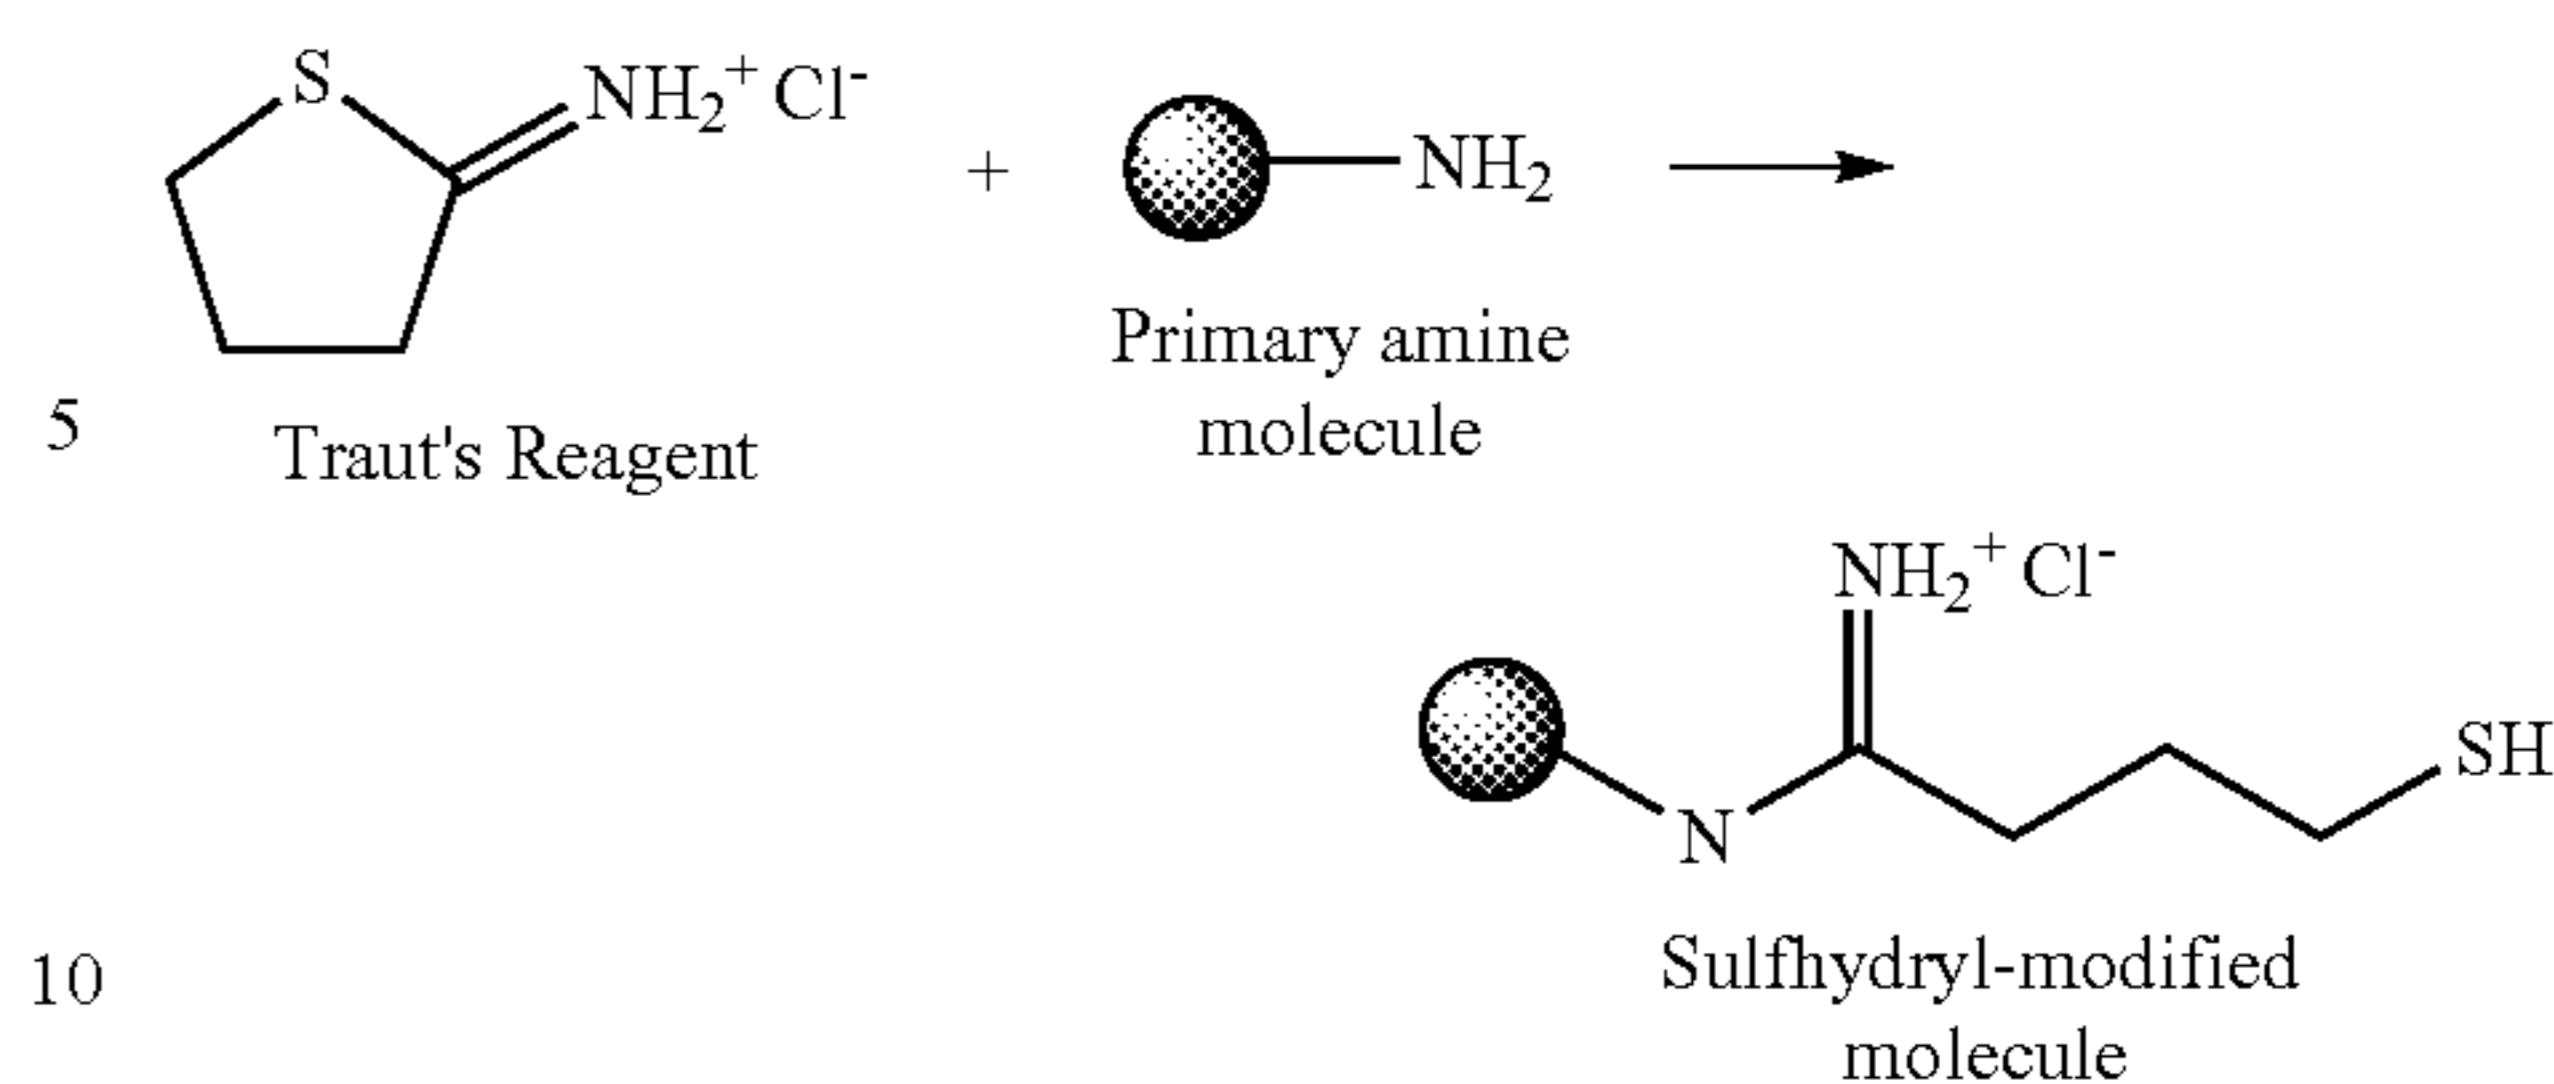 S
NH2+ Cl-
+
NH2
Primary amine
molecule
5
Traut's Reagent
NH2+ Cl-
SH
N
Sulfhydryl-modified
molecule
10